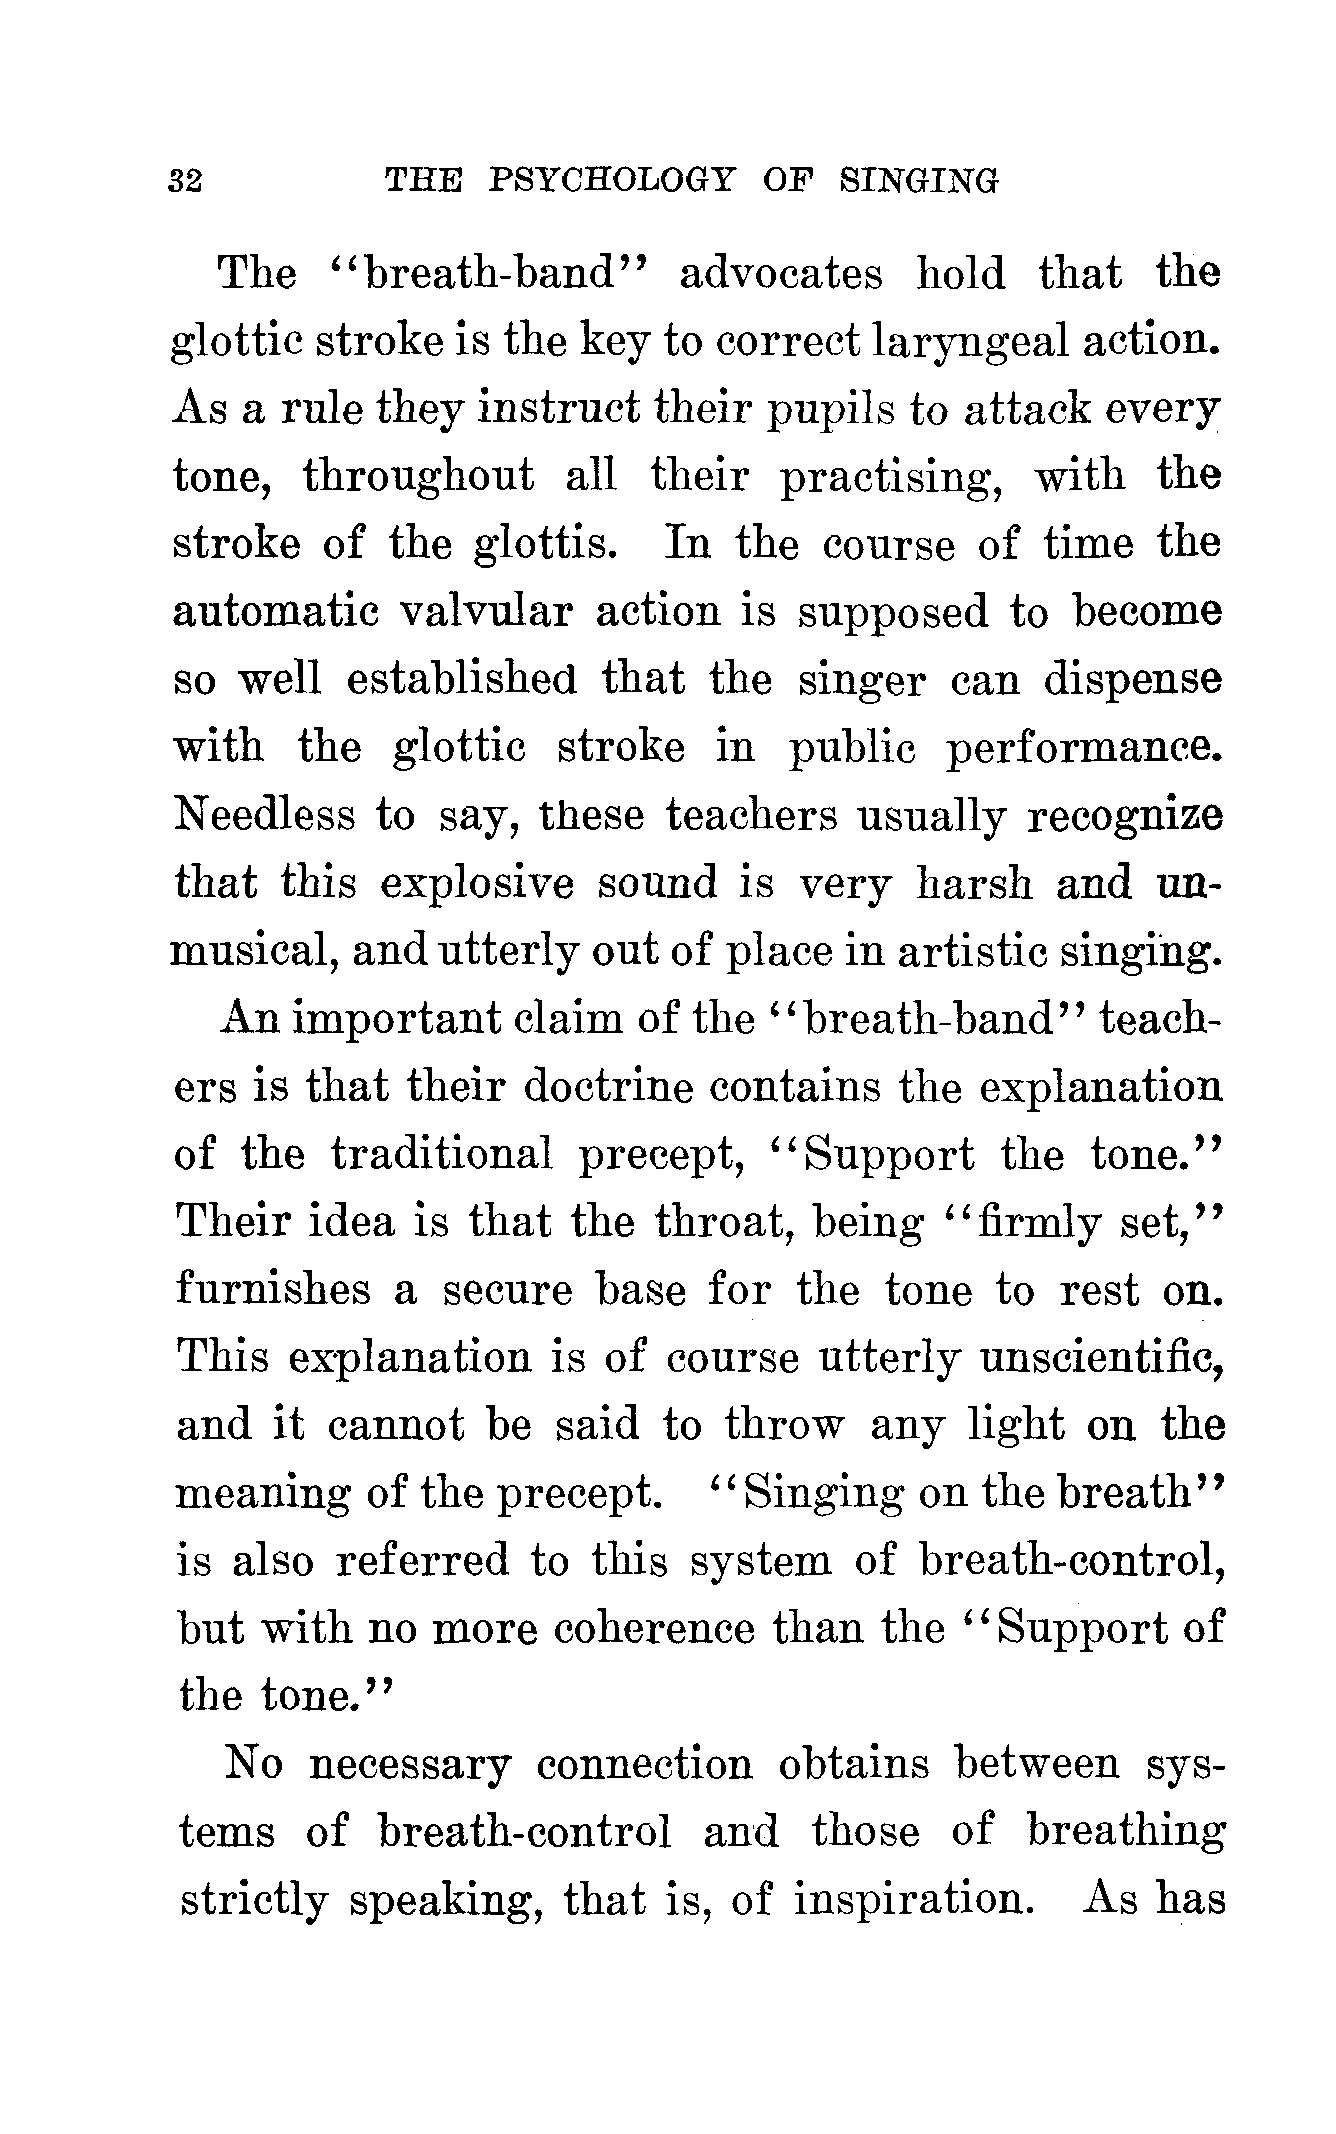 32 THE PSYCHOLOGY OF SINGING
The "breath-band" advocates hold that the
glottic stroke is the key to correct laryngeal action.
As a rule they instruct their pupils to attack every
tone, throughout all their practising, with the
stroke of the glottis. In the course of time the
automatic valvular action is supposed to become
so well established that the singer can dispense
with the glottic stroke in public performance.
Needless to say, these teachers usually recognize
that this explosive sound is very harsh and un-
musical, and utterly out of place in artistic singing.
An important claim of the "breath-band" teach-
ers is that their doctrine contains the explanation
of the traditional precept, "Support the tone."
Their idea is that the throat, being "firmly set,"
furnishes a secure base for the tone to rest on.
This explanation is of course utterly unscientific,
and it cannot be said to throw any light on the
meaning of the precept. "Singing on the breath"
is also referred to this system of breath-control,
but with no more coherence than the "Support of
the tone."
No necessary connection obtains between sys-
tems of breath-control and those of breathing
strictly speaking, that is, of inspiration. As has